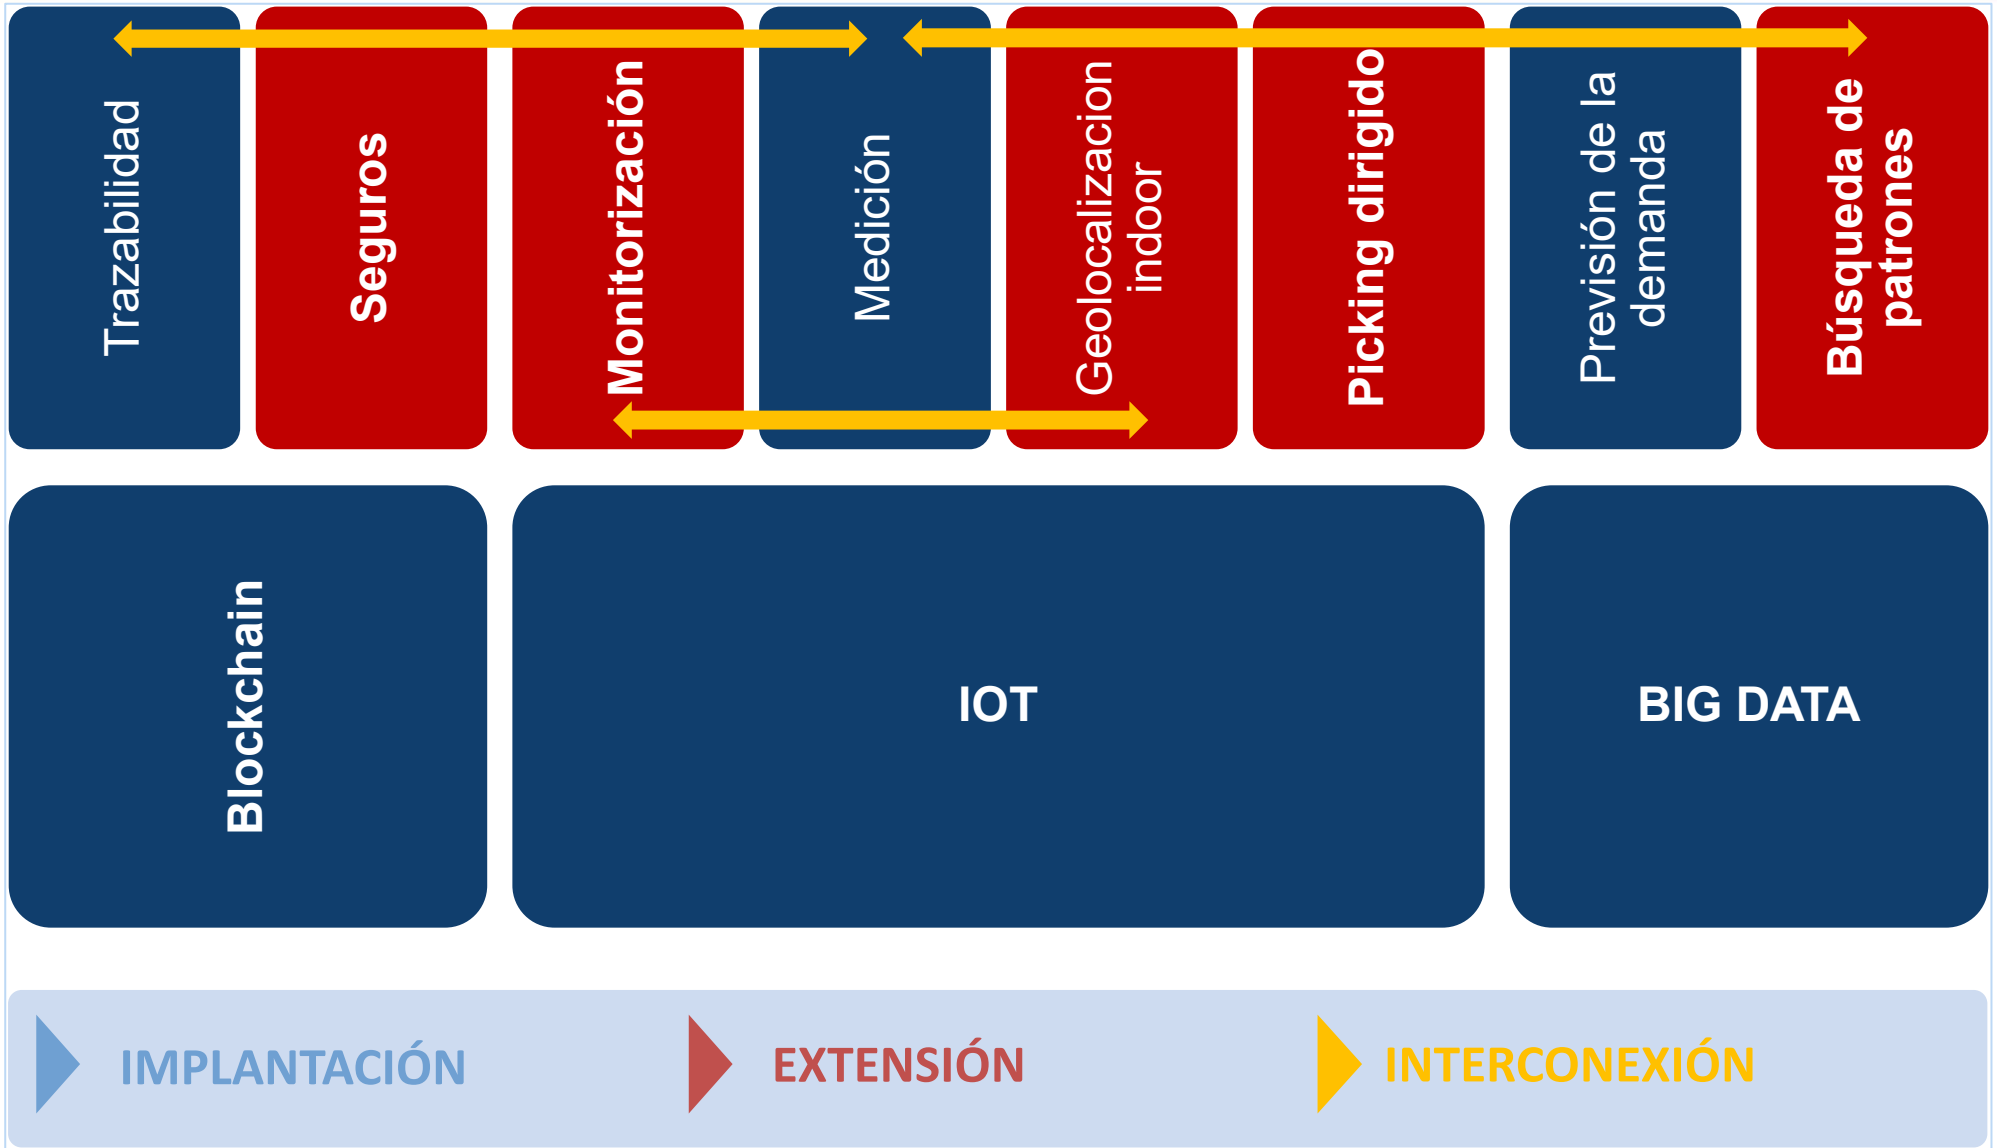 Trazabilidad
Seguros
Monitorización
Medición
Geolocalizacion
indoor
Picking dirigido
Previsión de la
demanda
Búsqueda de
patrones
Blockchain
IOT
BIG DATA
IMPLANTACIÓN
EXTENSIÓN
INTERCONEXIÓN